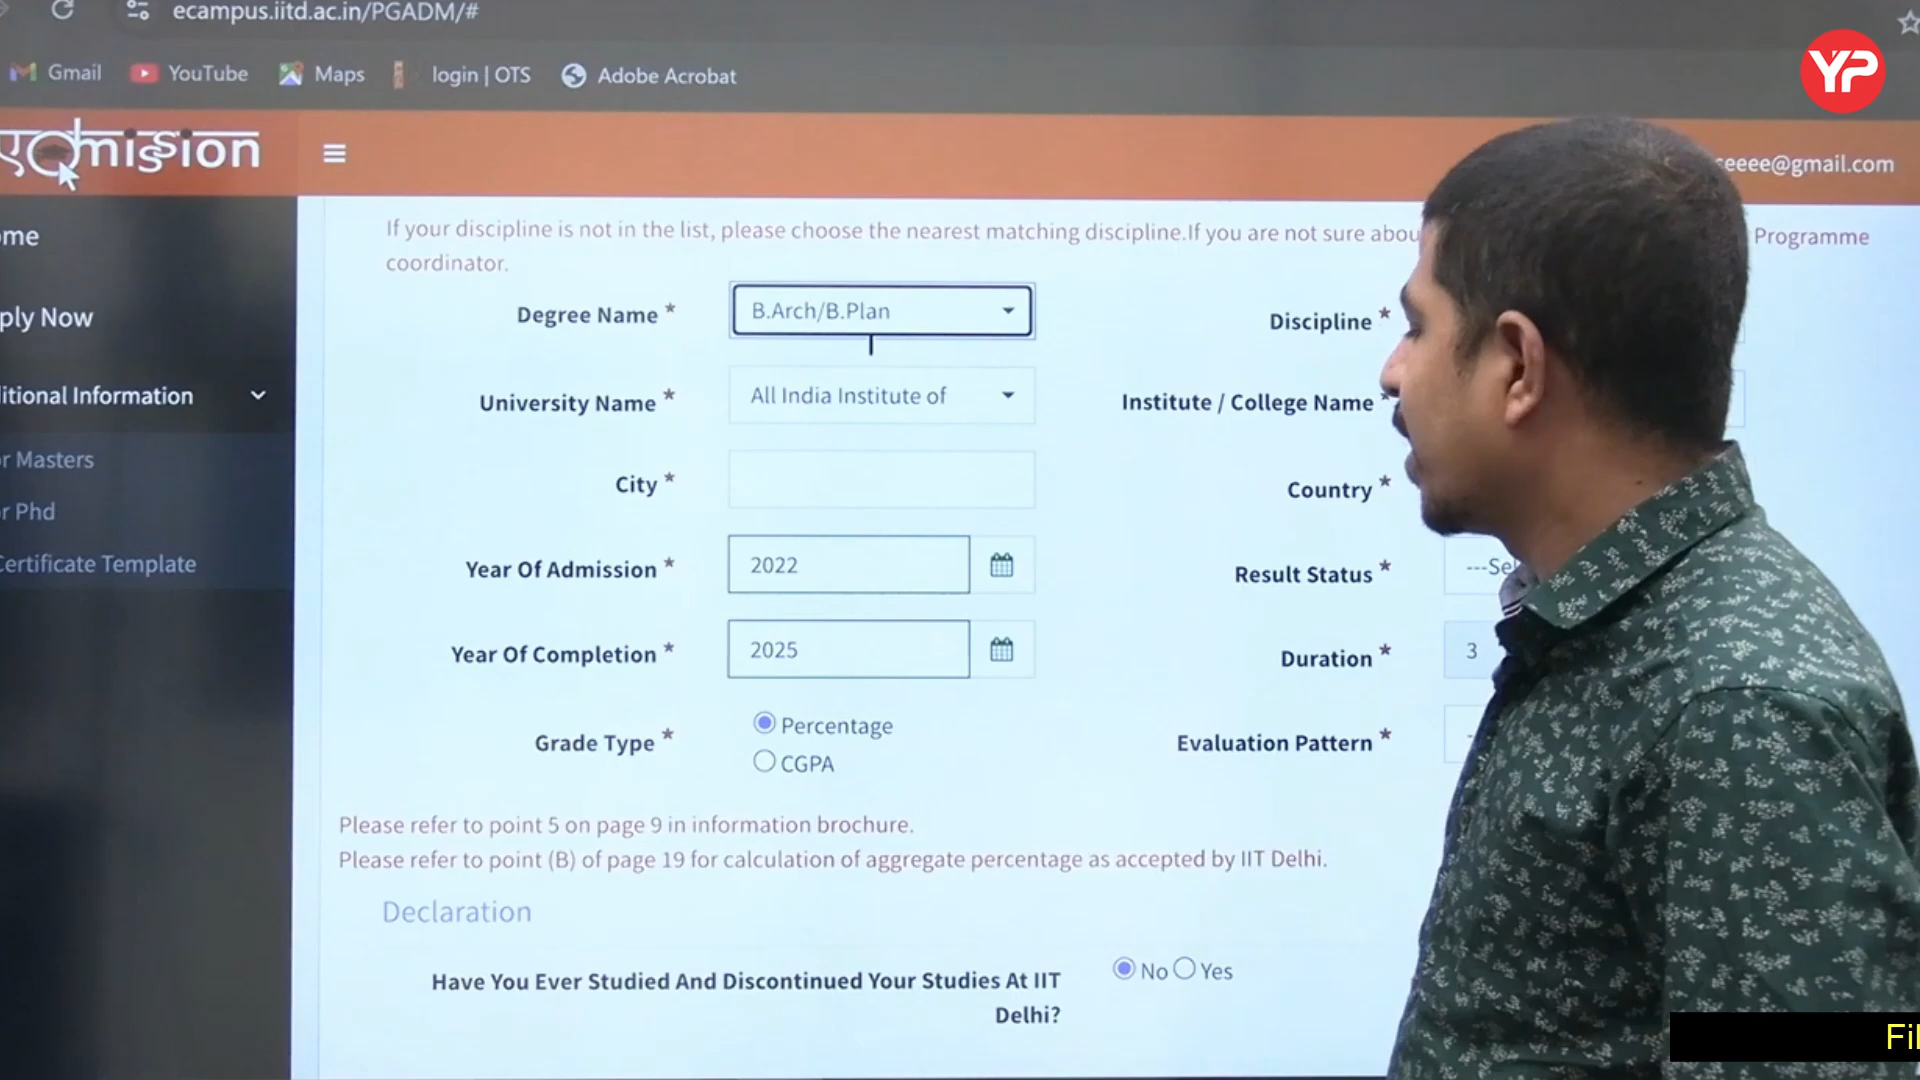 ecampus.iitd.ac.in/PGADM/#
Gmail
YouTube
Maps
login | OTS
Adobe Acrobat
YP
एdmission
ceeee@gmail.com
If your discipline is not in the list, please choose the nearest matching discipline.If you are not sure abou
Programme
coordinator.
ome
ply Now
ditional Information
r Masters
r Phd
Certificate Template
Degree Name *
B.Arch/B.Plan
Discipline *
University Name *
All India Institute of
Institute / College Name *
City *
Country *
Year Of Admission *
2022
Result Status *
---Sel
Year Of Completion *
2025
Duration *
3
Grade Type *
Percentage
CGPA
Evaluation Pattern *
Please refer to point 5 on page 9 in information brochure.
Please refer to point (B) of page 19 for calculation of aggregate percentage as accepted by IIT Delhi.
Declaration
Have You Ever Studied And Discontinued Your Studies At IIT
Delhi?
No
Yes
Fil